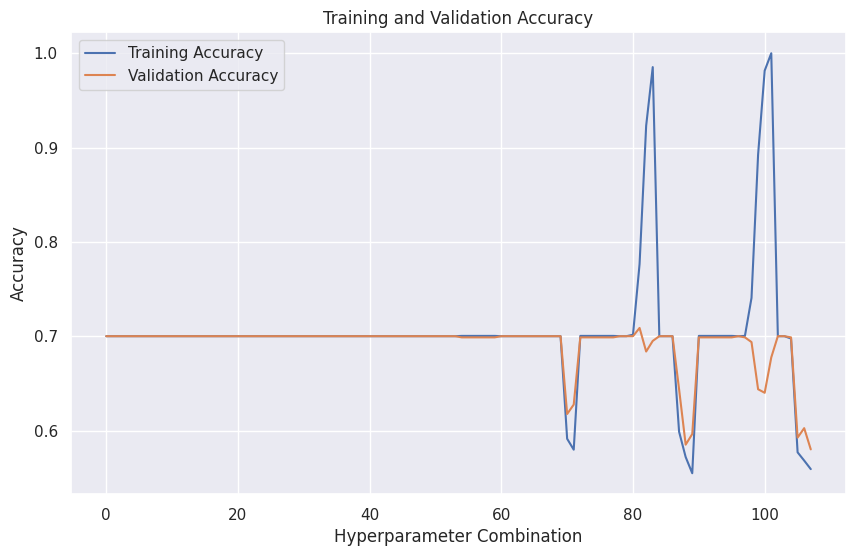 Training and Validation Accuracy
Training Accuracy
Validation Accuracy
Accuracy
1.0
0.9
0.8
0.7
0.6
0
20
40
60
80
100
Hyperparameter Combination